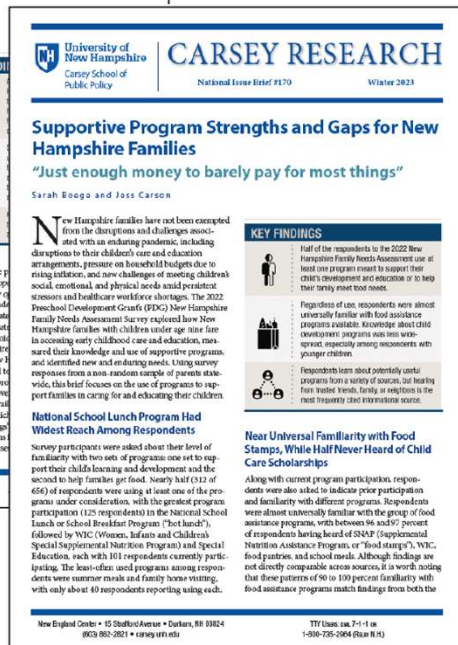 University of
New Hampshire
Carsey School of
Public Policy
CARSEY RESEARCH
National Issue Brief #170
Winter 2023
Supportive Program Strengths and Gaps for New
Hampshire Families
“Just enough money to barely pay for most things”
Sarah Boege and Jess Carson
New Hampshire families have not been exempted
from the disruptions and challenges associ-
ated with an enduring pandemic, including
disruptions to their children’s care and education
arrangements, pressure on household budgets due to
rising inflation, and new challenges of meeting children’s
social, emotional, and physical needs amid persistent
stressors and healthcare workforce shortages. The 2022
Preschool Development Grants (PDG) New Hampshire
Family Needs Assessment Survey explored how New
Hampshire families with children under age nine fare
in accessing early childhood care and education, mea-
sured their knowledge and use of supportive programs,
and identified new and enduring needs. Using survey
responses from a non-random sample of parents state-
wide, this brief focuses on the use of programs to sup-
port families in caring for and educating their children.
National School Lunch Program Had
Widest Reach Among Respondents
Survey participants were asked about their level of
familiarity with two sets of programs: one set to sup-
port their child’s learning and development and the
second to help families get food. Nearly half (312 of
656) of respondents were using at least one of the pro-
grams under consideration, with the greatest program
participation (125 respondents) in the National School
Lunch or School Breakfast Program (“hot lunch”),
followed by WIC (Women, Infants and Children’s
Special Supplemental Nutrition Program) and Special
Education, each with 101 respondents currently partic-
ipating. The least-often used programs among respon-
dents were summer meals and family home visiting,
with only about 40 respondents reporting using each.
KEY FINDINGS
Half of the respondents to the 2022 New
Hampshire Family Needs Assessment use at
least one program meant to support their
child’s development and education or to help
their family meet food needs.
Regardless of use, respondents were almost
universally familiar with food assistance
programs available. Knowledge about child
development programs was less wide-
spread, especially among respondents with
younger children.
Respondents learn about potentially useful
programs from a variety of sources, but hearing
from trusted friends, family, or neighbors is the
most frequently cited informational source.
Near Universal Familiarity with Food
Stamps, While Half Never Heard of Child
Care Scholarships
Along with current program participation, respon-
dents were also asked to indicate prior participation
and familiarity with different programs. Respondents
were almost universally familiar with the group of food
assistance programs, with between 96 and 97 percent
of respondents having heard of SNAP (Supplemental
Nutrition Assistance Program, or “food stamps”), WIC,
food pantries, and school meals. Although findings are
not directly comparable across sources, it is worth noting
that these patterns of 90 to 100 percent familiarity with
food assistance programs match findings from both the
New England Center • 15 Strafford Avenue • Durham, NH 03824
(603) 862-2821 • carsey.unh.edu
TTY Users: dial 7-1-1 or
1-800-735-2964 (Relay N.H.)